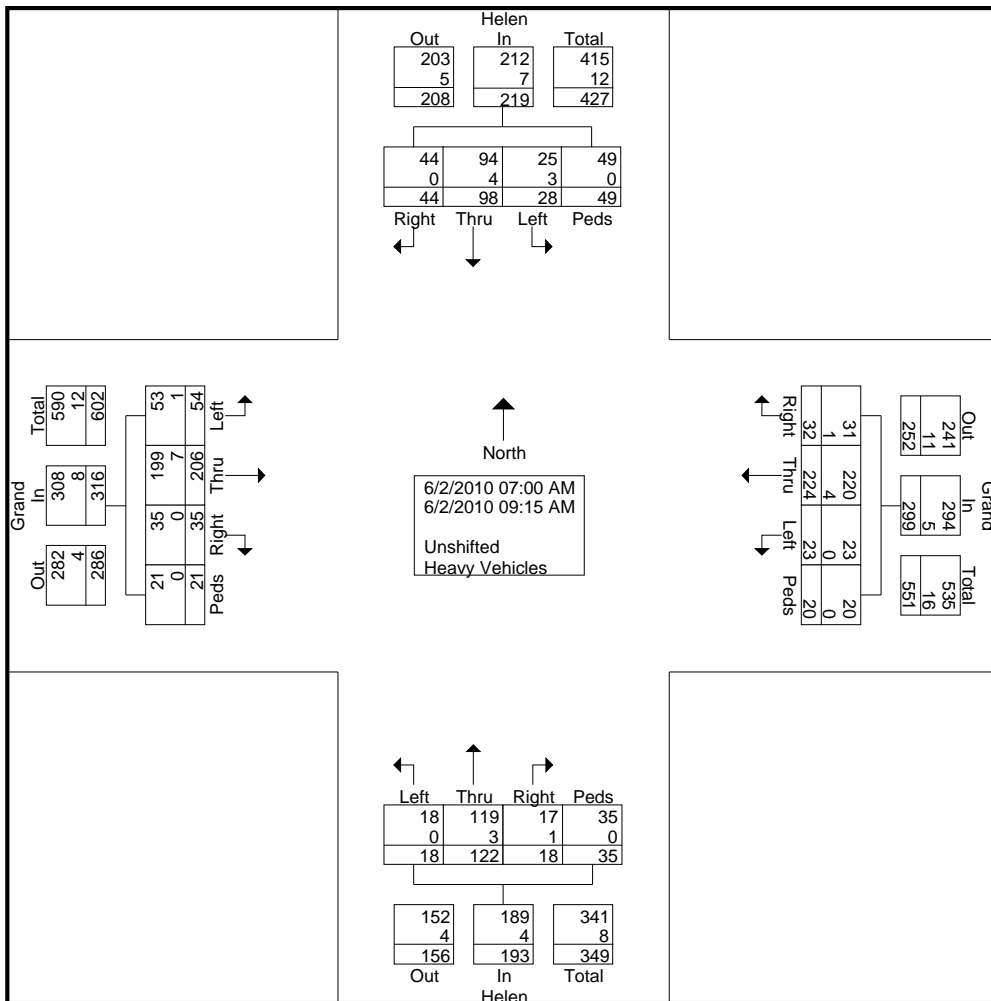 Helen
Out In Total
203 212 415
5 7 12
208 219 427
44 94 25 49
0 4 3 0
44 98 28 49
Right Thru Left Peds
Grand
Total In Out
590 308 282
12 8 4
602 316 286
53 199 35 21
1 7 0 0
54 206 35 21
Left Thru Right Peds
North
6/2/2010 07:00 AM
6/2/2010 09:15 AM
Unshifted
Heavy Vehicles
Right Thru Left Peds
32 224 23 20
1 4 0 0
31 220 23 20
Grand
Out In Total
241 294 535
11 5 16
252 299 551
Left Thru Right Peds
18 119 17 35
0 3 1 0
18 122 18 35
152 189 341
4 4 8
156 193 349
Out In Total
Helen